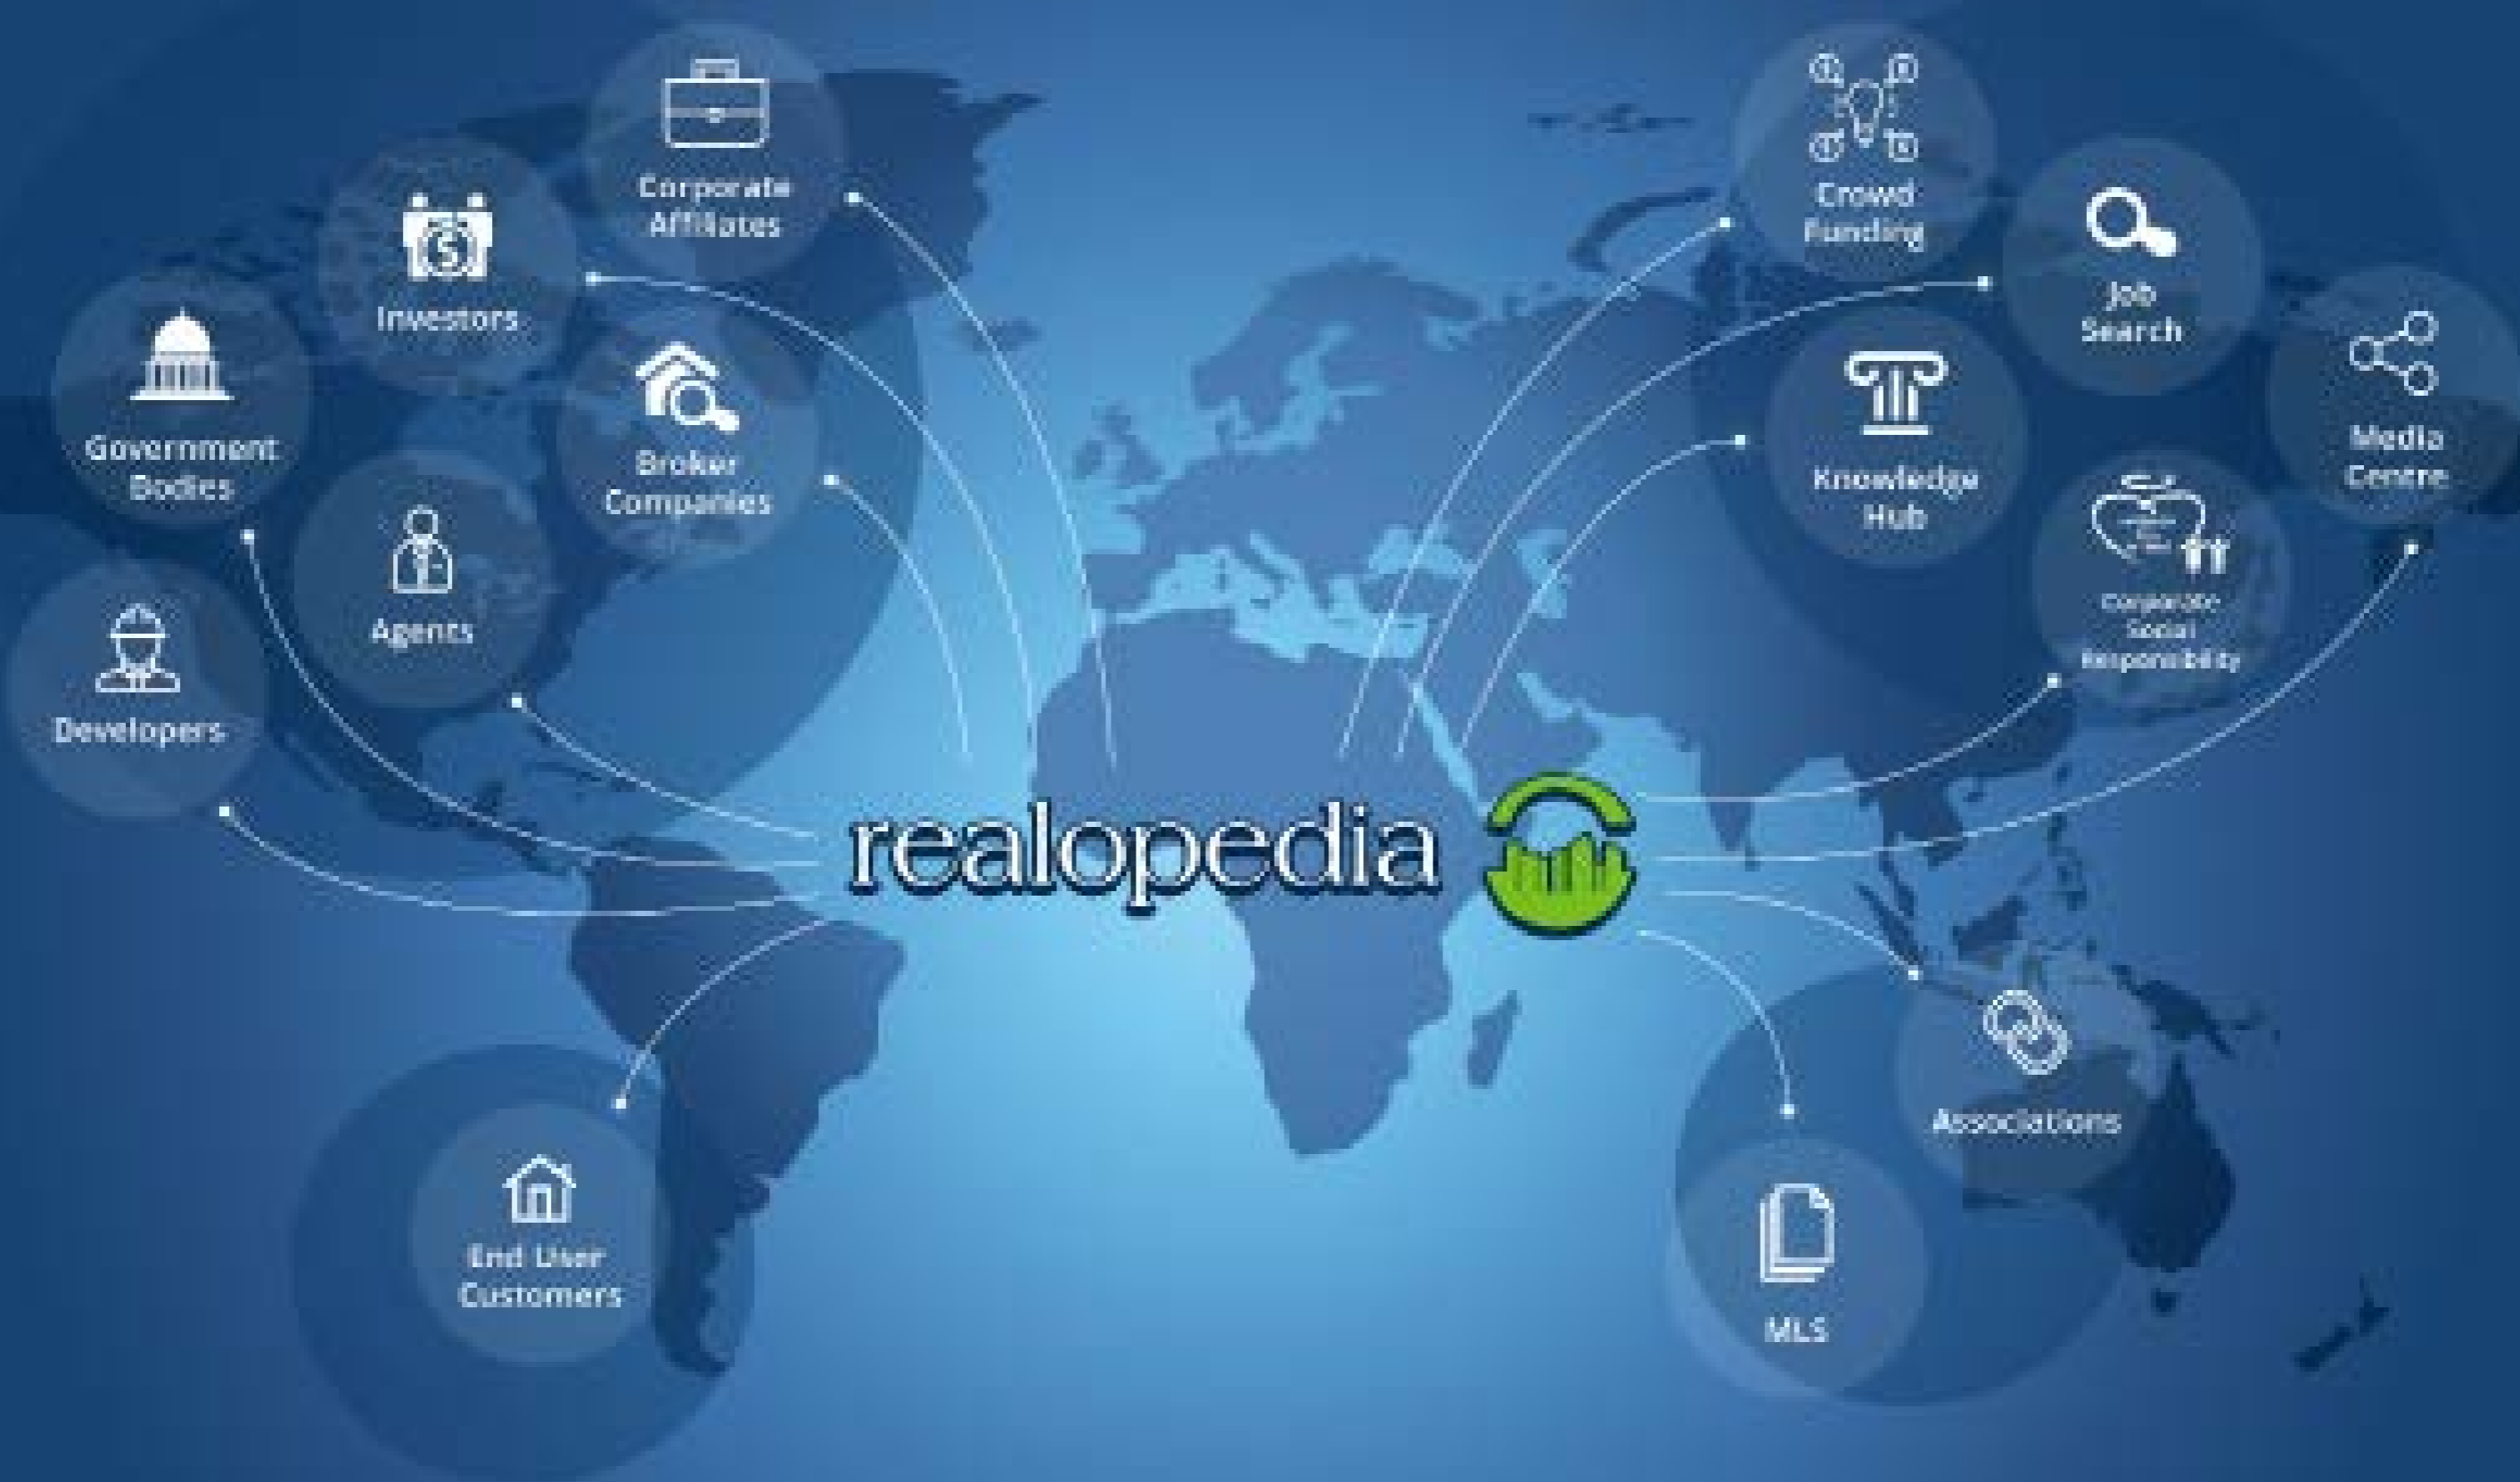 Corporate
Affiliates
Investors
Government
Bodies
Broker
Companies
Agents
Developers
Crowd
Funding
Job
Search
Media
Centre
Knowledge
Hub
Corporate
Social
Responsibility
realopedia
Associations
MLS
End User
Customers